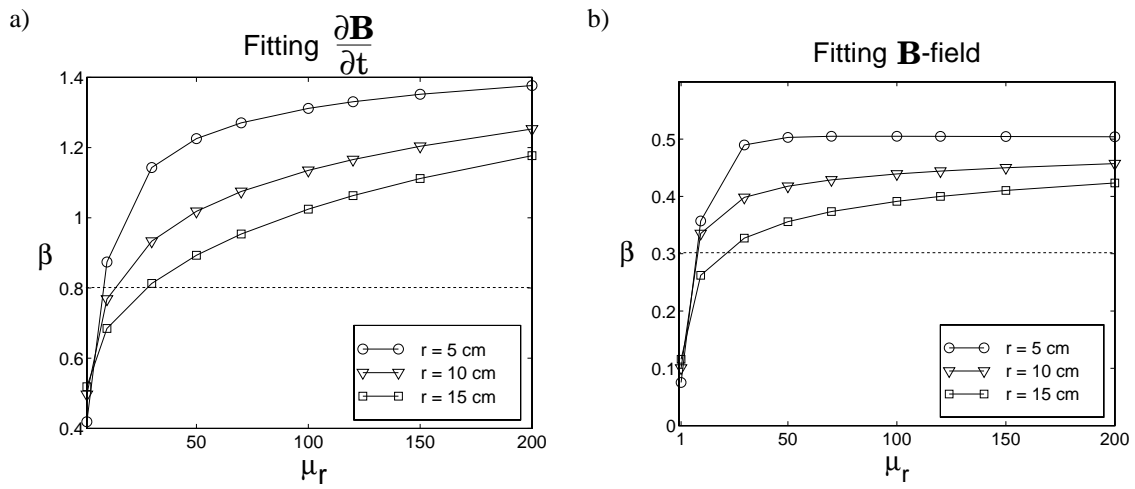 a)
Fitting ∂B/∂t
1.4
1.2
1
0.8
0.6
0.4
β
50
100
150
200
μr
r = 5 cm
r = 10 cm
r = 15 cm
b)
Fitting B-field
0.5
0.4
0.3
0.2
0.1
0
β
1
50
100
150
200
μr
r = 5 cm
r = 10 cm
r = 15 cm